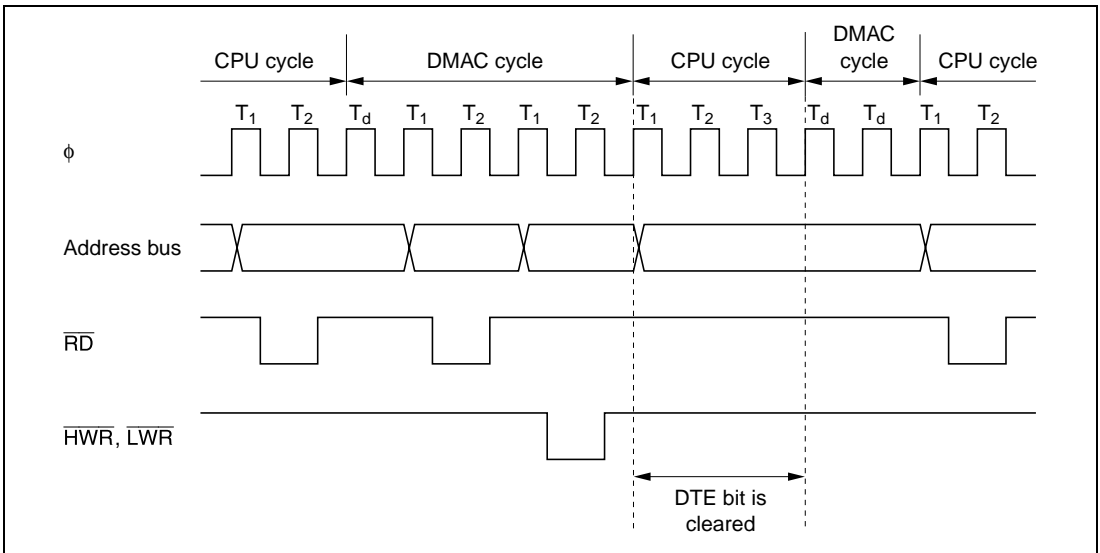 CPU cycle DMAC cycle CPU cycle DMAC cycle CPU cycle
T1 T2 Td T1 T2 T1 T2 T1 T2 T3 Td Td T1 T2
ϕ
Address bus
RD
HWR, LWR
DTE bit is
cleared